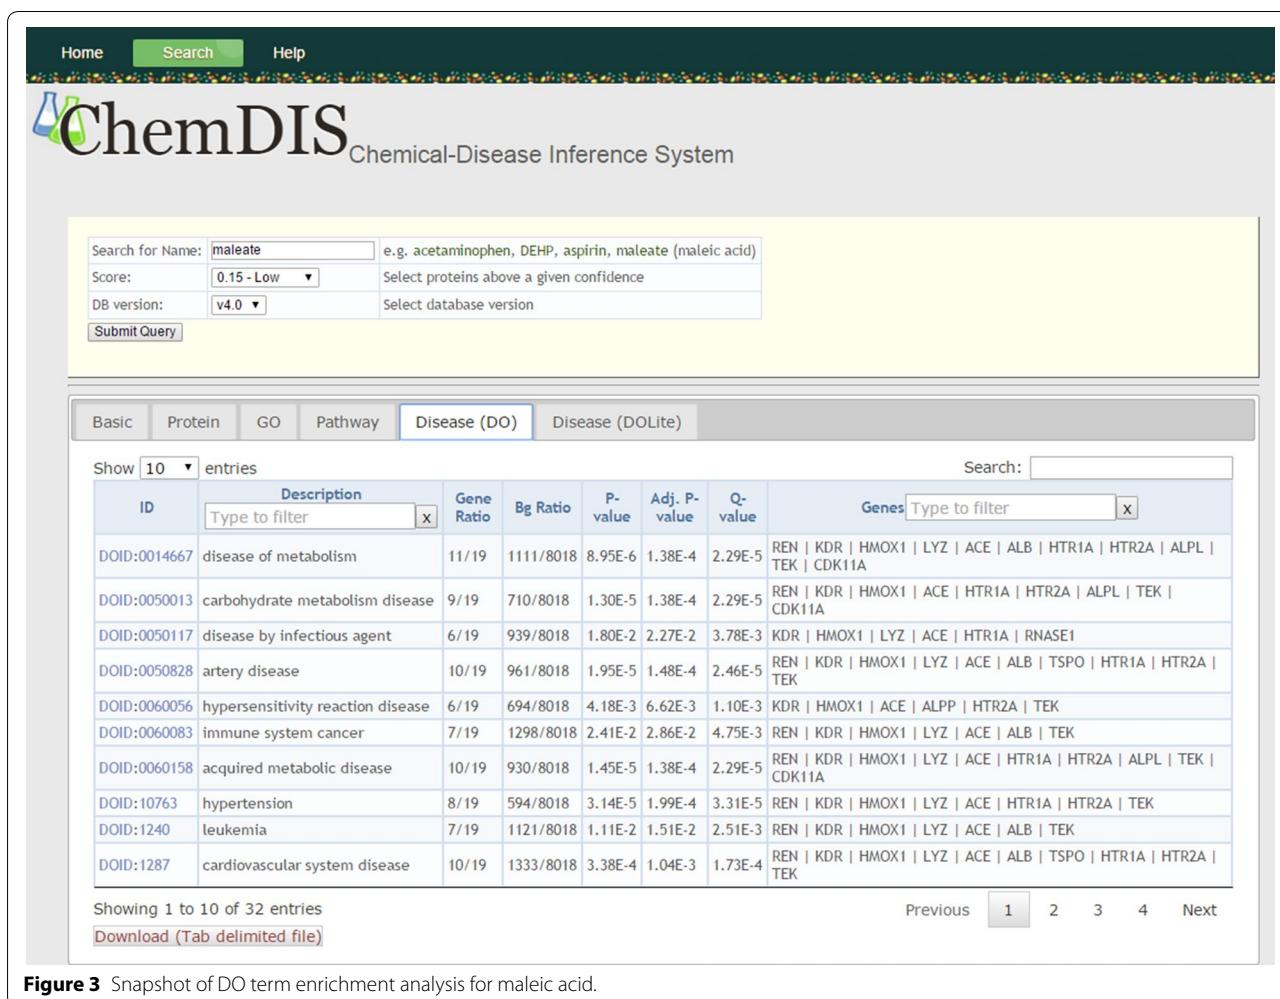 Home Search Help
ChemDIS Chemical-Disease Inference System
Search for Name: maleate e.g. acetaminophen, DEHP, aspirin, maleate (maleic acid)
Score: 0.15 - Low ▼ Select proteins above a given confidence
DB version: v4.0 ▼ Select database version
Submit Query
Basic Protein GO Pathway Disease (DO) Disease (DOLite)
Show 10 ▼ entries Search:
ID Description Type to filter x Gene Ratio Bg Ratio P-value Adj. P-value Q-value Genes Type to filter x
DOID:0014667 disease of metabolism 11/19 1111/8018 8.95E-6 1.38E-4 2.29E-5 REN | KDR | HMOX1 | LYZ | ACE | ALB | HTR1A | HTR2A | ALPL |
TEK | CDK11A
DOID:0050013 carbohydrate metabolism disease 9/19 710/8018 1.30E-5 1.38E-4 2.29E-5 REN | KDR | HMOX1 | ACE | HTR1A | HTR2A | ALPL | TEK |
CDK11A
DOID:0050117 disease by infectious agent 6/19 939/8018 1.80E-2 2.27E-2 3.78E-3 KDR | HMOX1 | LYZ | ACE | HTR1A | RNASE1
DOID:0050828 artery disease 10/19 961/8018 1.95E-5 1.48E-4 2.46E-5 REN | KDR | HMOX1 | LYZ | ACE | ALB | TSPO | HTR1A | HTR2A |
TEK
DOID:0060056 hypersensitivity reaction disease 6/19 694/8018 4.18E-3 6.62E-3 1.10E-3 KDR | HMOX1 | ACE | ALPP | HTR2A | TEK
DOID:0060083 immune system cancer 7/19 1298/8018 2.41E-2 2.86E-2 4.75E-3 REN | KDR | HMOX1 | LYZ | ACE | ALB | TEK
DOID:0060158 acquired metabolic disease 10/19 930/8018 1.45E-5 1.38E-4 2.29E-5 REN | KDR | HMOX1 | LYZ | ACE | HTR1A | HTR2A | ALPL | TEK |
CDK11A
DOID:10763 hypertension 8/19 594/8018 3.14E-5 1.99E-4 3.31E-5 REN | KDR | HMOX1 | LYZ | ACE | HTR1A | HTR2A | TEK
DOID:1240 leukemia 7/19 1121/8018 1.11E-2 1.51E-2 2.51E-3 REN | KDR | HMOX1 | LYZ | ACE | ALB | TEK
DOID:1287 cardiovascular system disease 10/19 1333/8018 3.38E-4 1.04E-3 1.73E-4 REN | KDR | HMOX1 | LYZ | ACE | ALB | TSPO | HTR1A | HTR2A |
TEK
Showing 1 to 10 of 32 entries Previous 1 2 3 4 Next
Download (Tab delimited file)
Figure 3 Snapshot of DO term enrichment analysis for maleic acid.